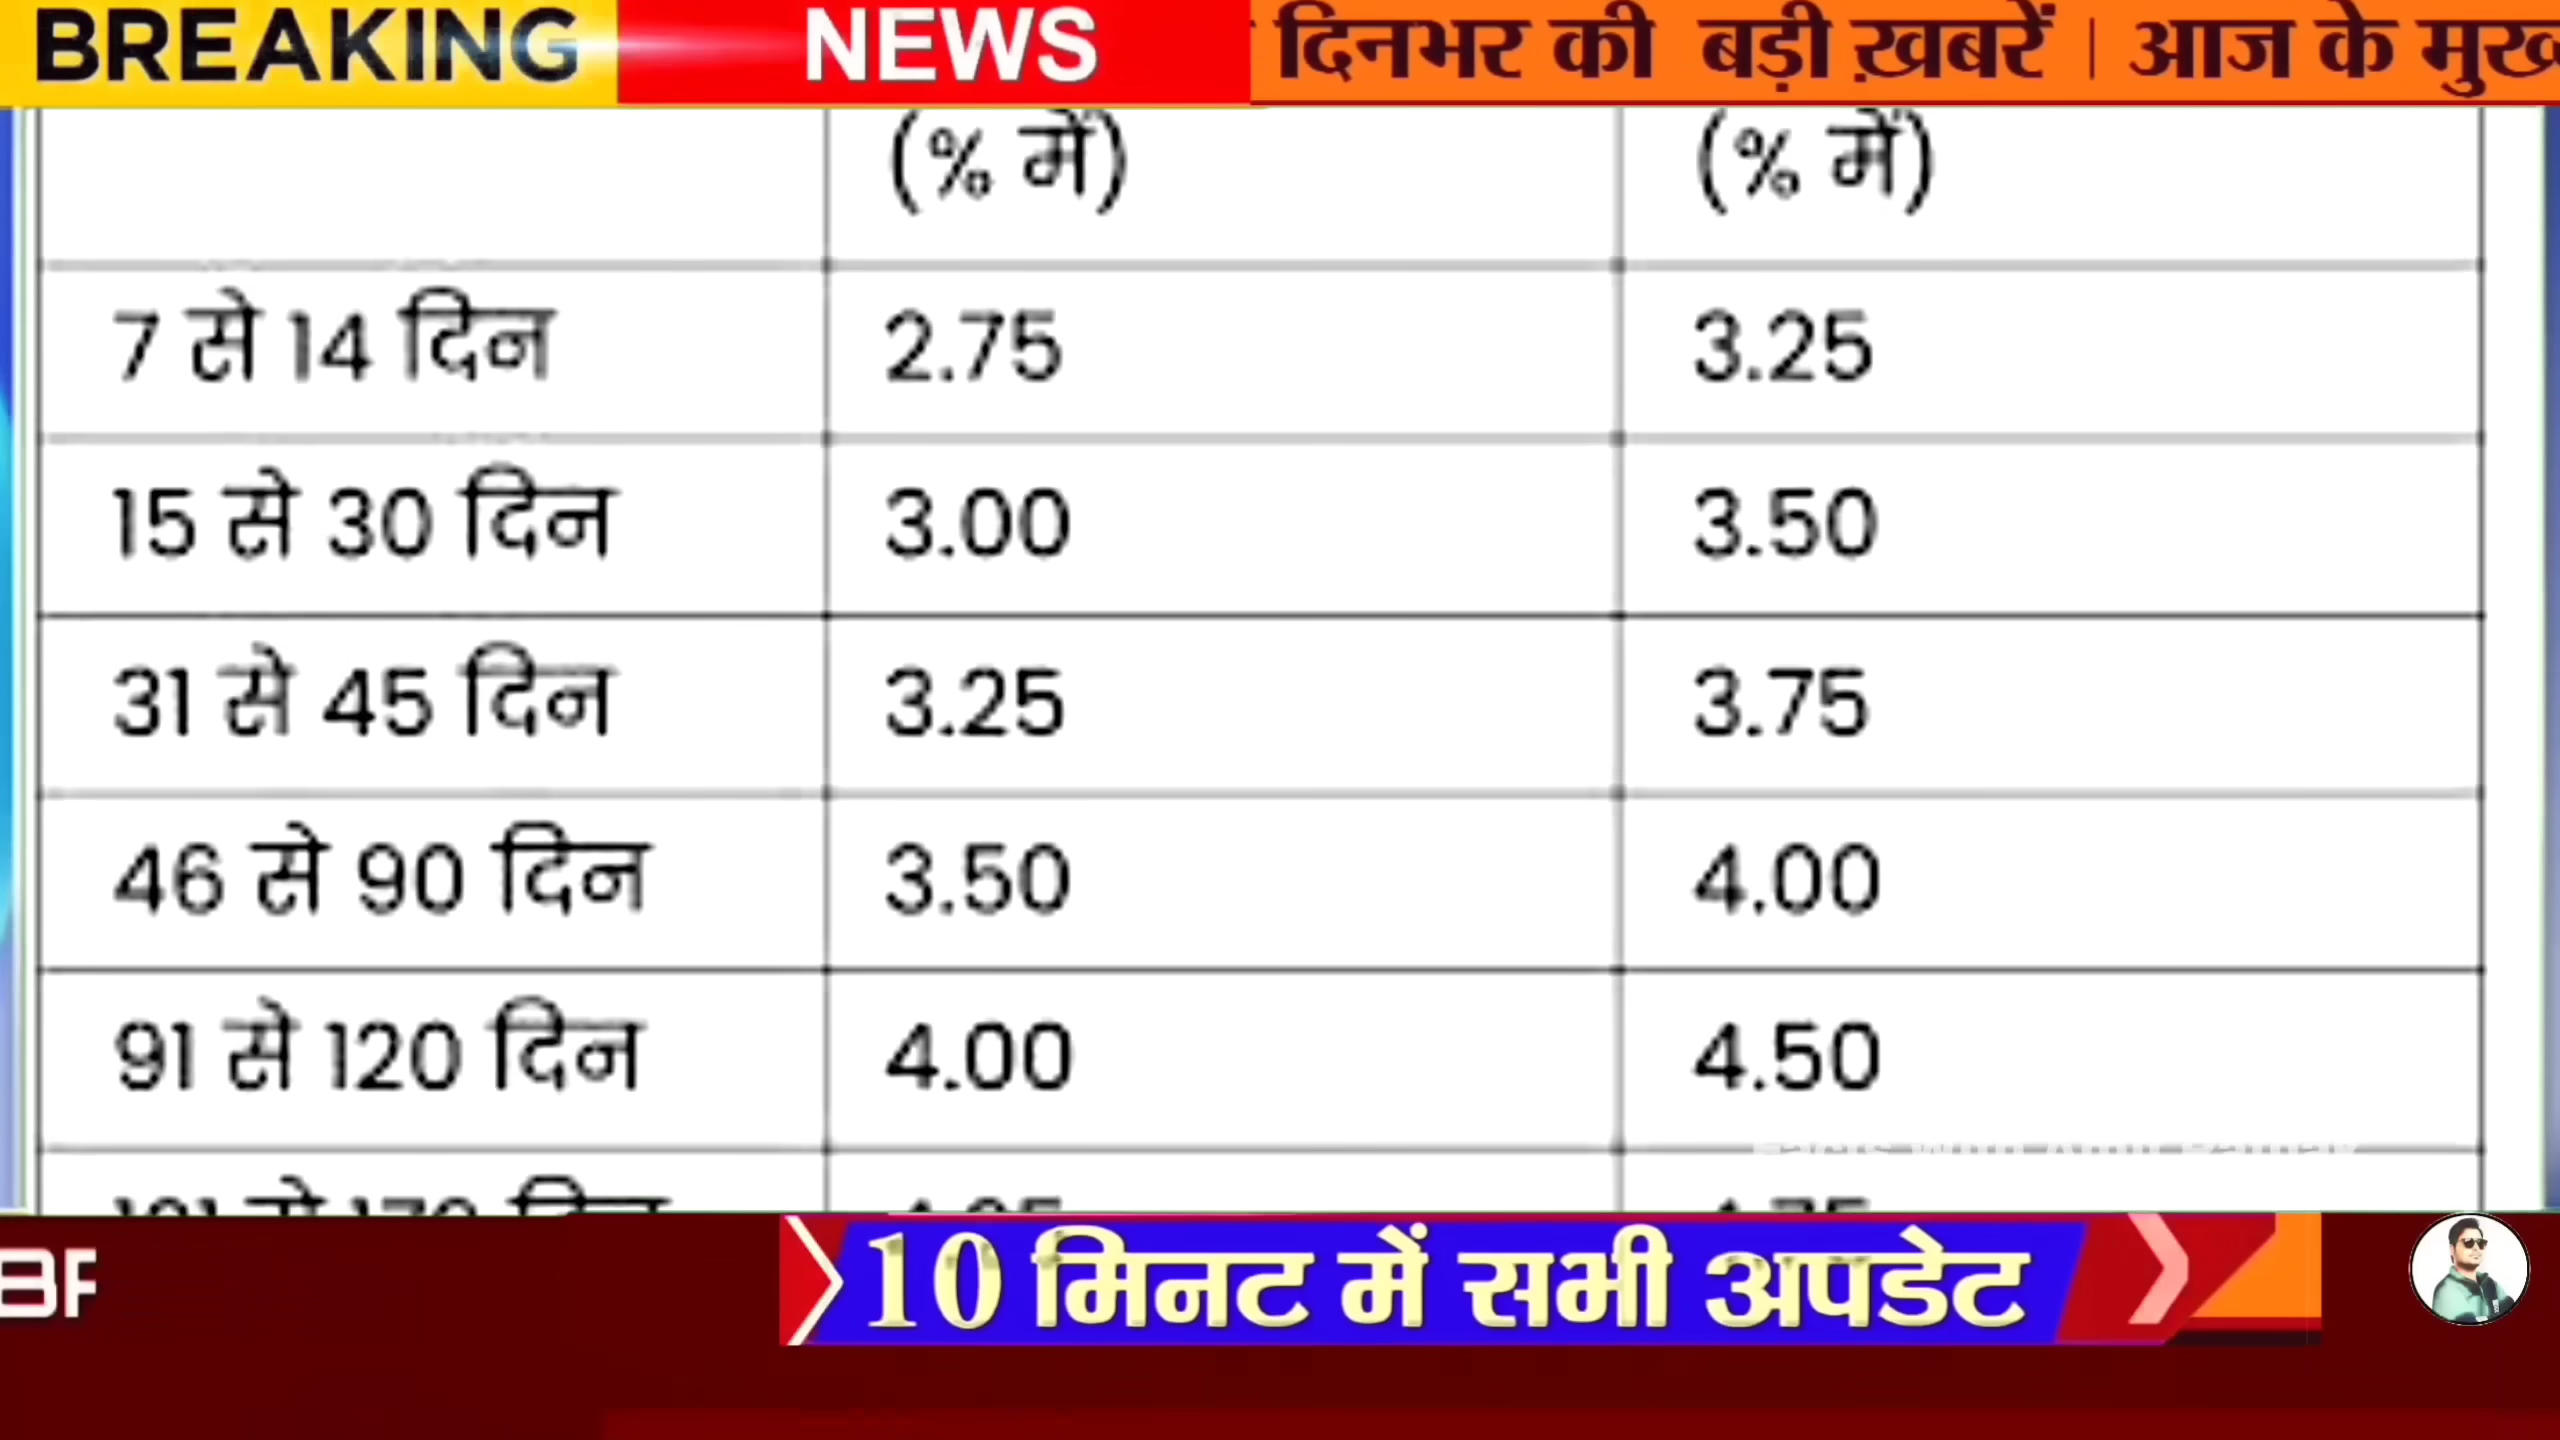 BREAKING NEWS दिनभर की बड़ी ख़बरें | आज के
(% में) (% में)
7 से 14 दिन 2.75 3.25
15 से 30 दिन 3.00 3.50
31 से 45 दिन 3.25 3.75
46 से 90 दिन 3.50 4.00
91 से 120 दिन 4.00 4.50
10 मिनट में सभी अपडेट